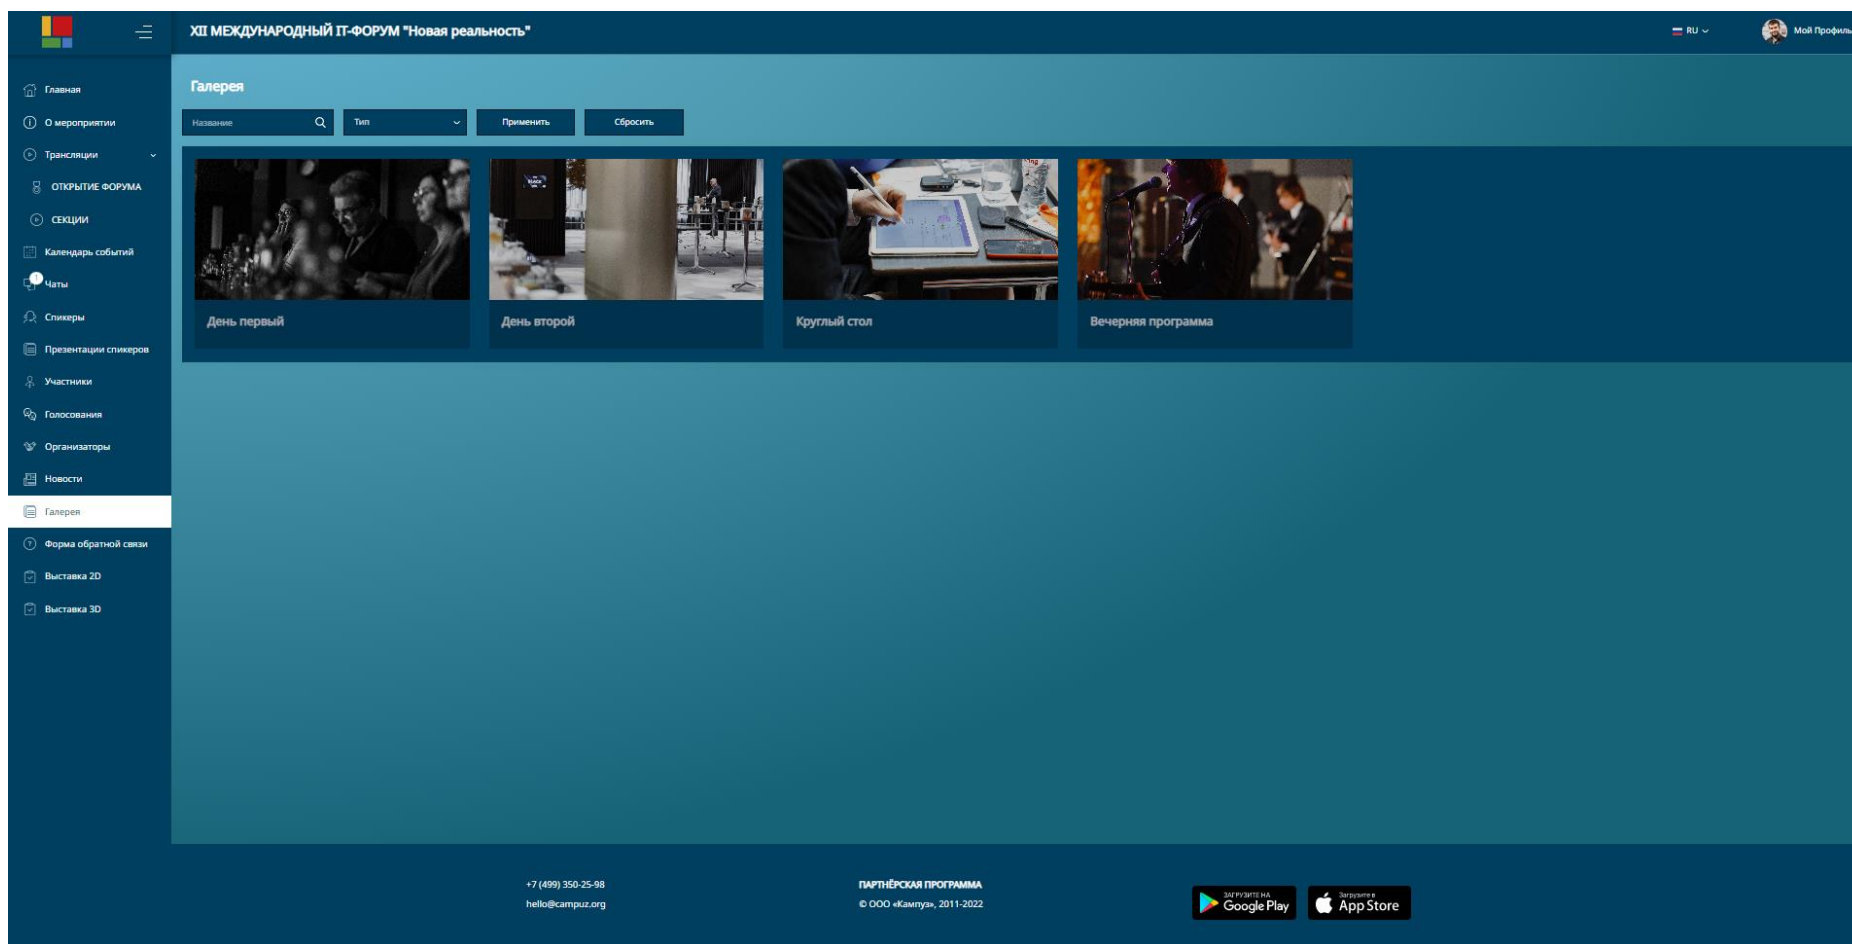 XII МЕЖДУНАРОДНЫЙ IT-ФОРУМ "Новая реальность"
RU
Мой Профиль
Главная
О мероприятии
Трансляции
ОТКРЫТИЕ ФОРУМА
СЕКЦИИ
Календарь событий
1
Чаты
Спикеры
Презентации спикеров
Участники
Голосования
Организаторы
Новости
Галерея
Форма обратной связи
Выставка 2D
Выставка 3D
Галерея
Название
Тип
Применить
Сбросить
BLACK
День первый
День второй
Круглый стол
Вечерняя программа
+7 (499) 350-25-98
hello@campuz.org
ПАРТНЁРСКАЯ ПРОГРАММА
© ООО «Кампуз», 2011-2022
ЗАГРУЗИТЕ НА
Google Play
Загрузите в
App Store